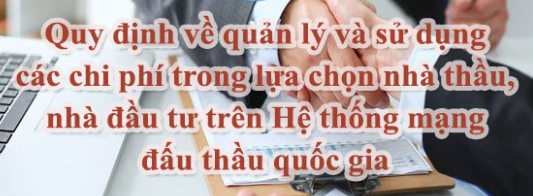 Quy định về quản lý và sử dụng
các chi phí trong lựa chọn nhà thầu,
nhà đầu tư trên Hệ thống mạng
đấu thầu quốc gia